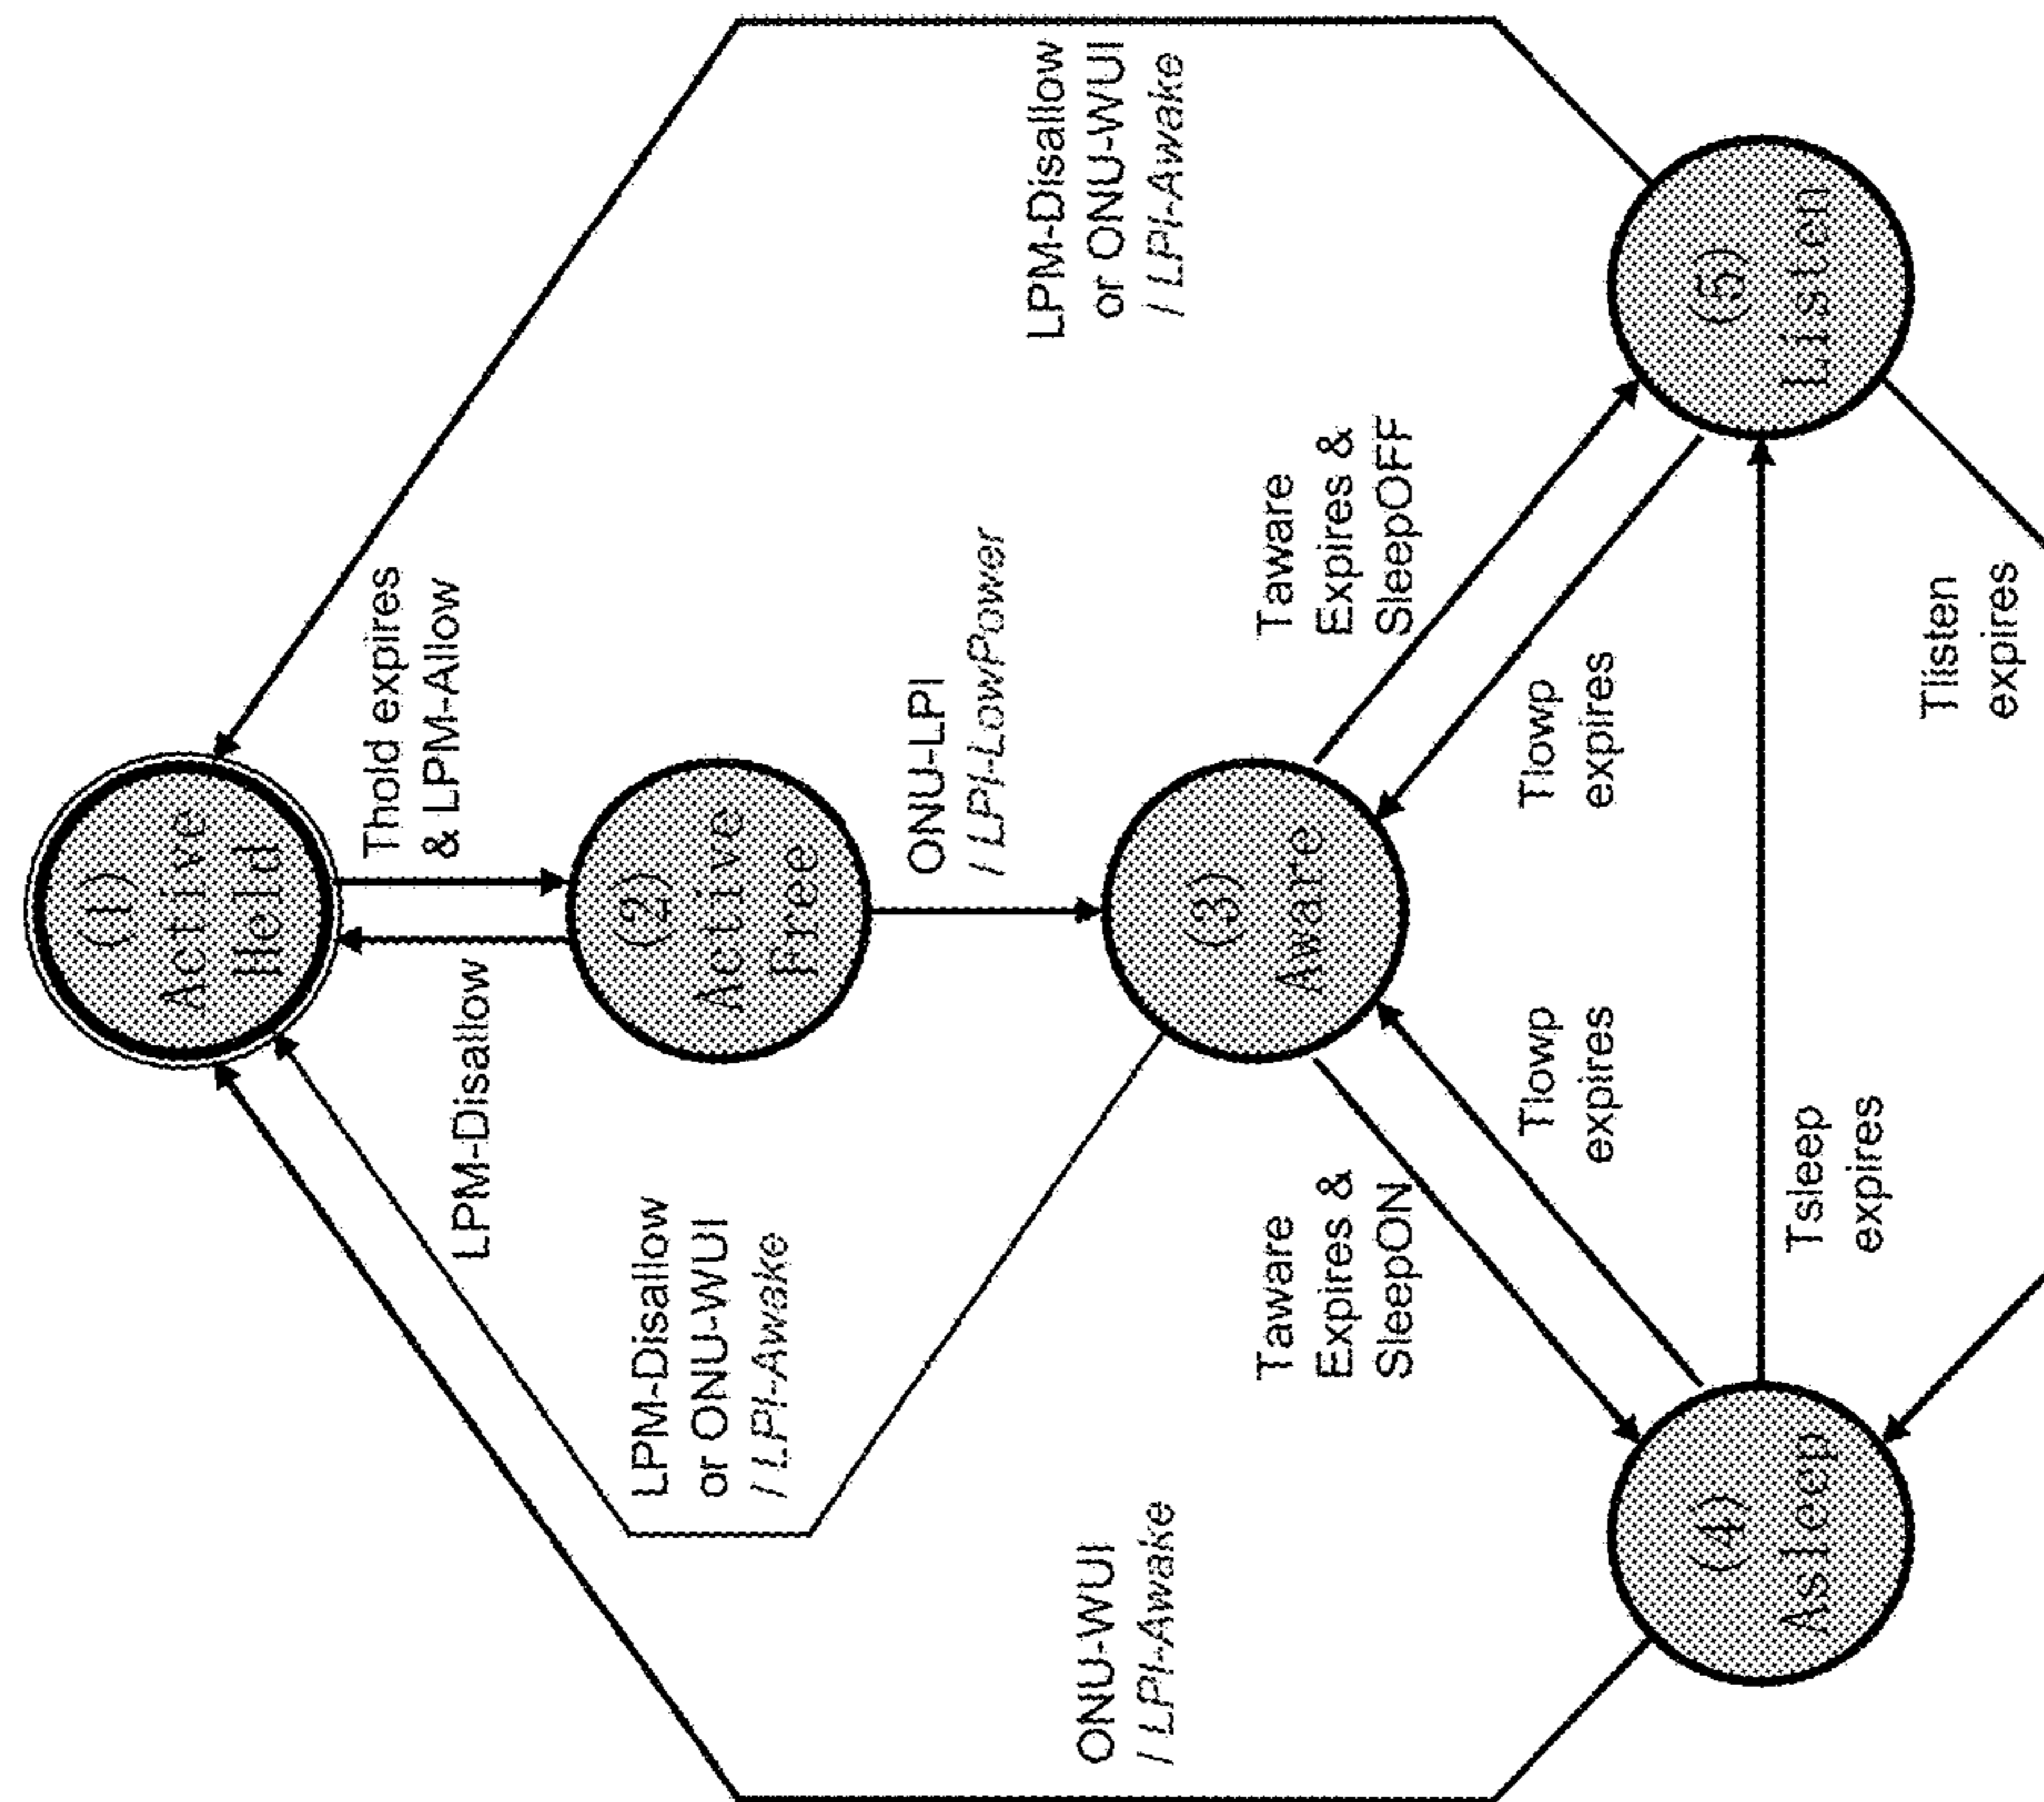 (1)
Active
Held
Thold expires
& LPM-Allow
LPM-Disallow
(2)
Active
Free
LPM-Disallow
or ONU-WUI
/ LPI-Awake
ONU-LPI
/ LPI-LowPower
LPM-Disallow
or ONU-WUI
/ LPI-Awake
ONU-WUI
/ LPI-Awake
(3)
Aware
Taware
Expires &
SleepON
Taware
Expires &
SleepOFF
Tlowp
expires
Tlowp
expires
(4)
Asleep
(5)
Listen
Tsleep
expires
Tlisten
expires